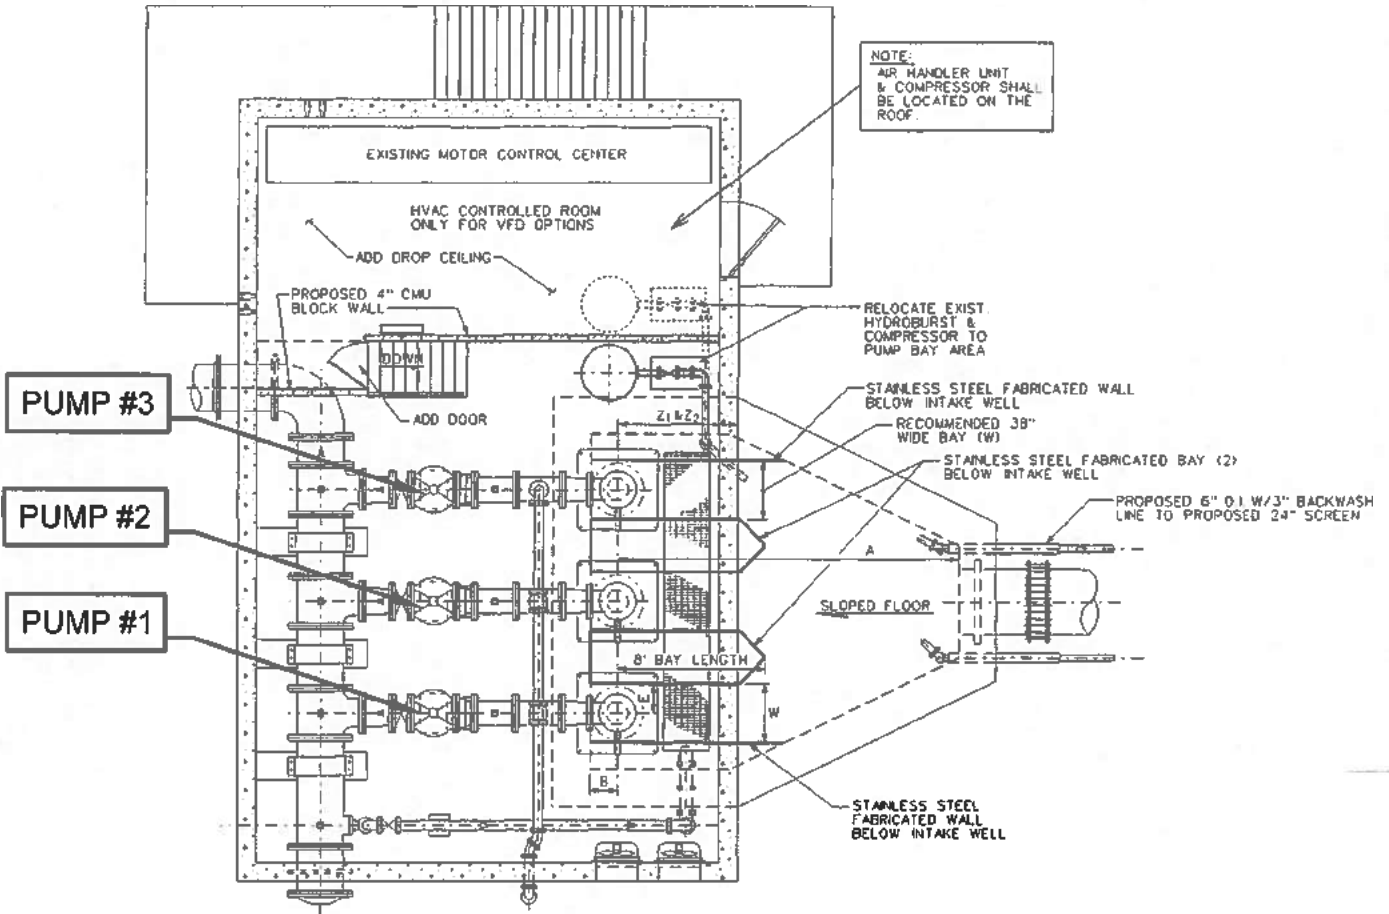 NOTE:
AIR HANDLER UNIT
& COMPRESSOR SHALL
BE LOCATED ON THE
ROOF.
EXISTING MOTOR CONTROL CENTER
HVAC CONTROLLED ROOM
ONLY FOR VFD OPTIONS
ADD DROP CEILING
PROPOSED 4" CMU
BLOCK WALL
RELOCATE EXIST.
HYDROBURST &
COMPRESSOR TO
PUMP BAY AREA
DOWN
PUMP #3
ADD DOOR
STAINLESS STEEL FABRICATED WALL
BELOW INTAKE WELL
Z1&Z2
RECOMMENDED 38"
WIDE BAY (W)
STAINLESS STEEL FABRICATED BAY (2)
BELOW INTAKE WELL
PROPOSED 6" D.I. W/3" BACKWASH
LINE TO PROPOSED 24" SCREEN
PUMP #2
A
SLOPED FLOOR
PUMP #1
8' BAY LENGTH
E
W
B
STAINLESS STEEL
FABRICATED WALL
BELOW INTAKE WELL